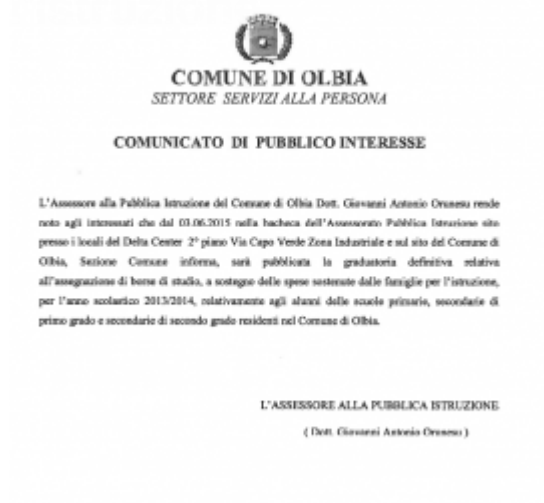 COMUNE DI OLBIA
SETTORE SERVIZI ALLA PERSONA
COMUNICATO DI PUBBLICO INTERESSE
L'Assessore alla Pubblica Istruzione del Comune di Olbia Dott. Giovanni Antonio Orunesu rende
noto agli interessati che dal 03.06.2015 nella bacheca dell'Assessorato Pubblica Istruzione sito
presso i locali del Delta Center 2° piano Via Capo Verde Zona Industriale e sul sito del Comune di
Olbia, Sezione Comune informa, sarà pubblicata la graduatoria definitiva relativa
all'assegnazione di borse di studio, a sostegno delle spese sostenute dalle famiglie per l'istruzione,
per l'anno scolastico 2013/2014, relativamente agli alunni delle scuole primarie, secondarie di
primo grado e secondarie di secondo grado residenti nel Comune di Olbia.
L'ASSESSORE ALLA PUBBLICA ISTRUZIONE
( Dott. Giovanni Antonio Orunesu )